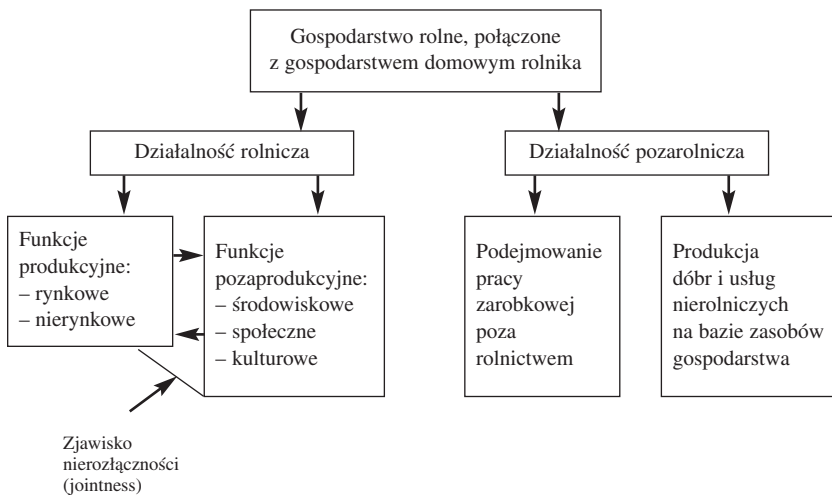 Gospodarstwo rolne, połączone
z gospodarstwem domowym rolnika
Działalność rolnicza
Działalność pozarolnicza
Funkcje
produkcyjne:
– rynkowe
– nierynkowe
Funkcje
pozaprodukcyjne:
– środowiskowe
– społeczne
– kulturowe
Podejmowanie
pracy
zarobkowej
poza
rolnictwem
Produkcja
dóbr i usług
nierolniczych
na bazie zasobów
gospodarstwa
Zjawisko
nierozłączności
(jointness)